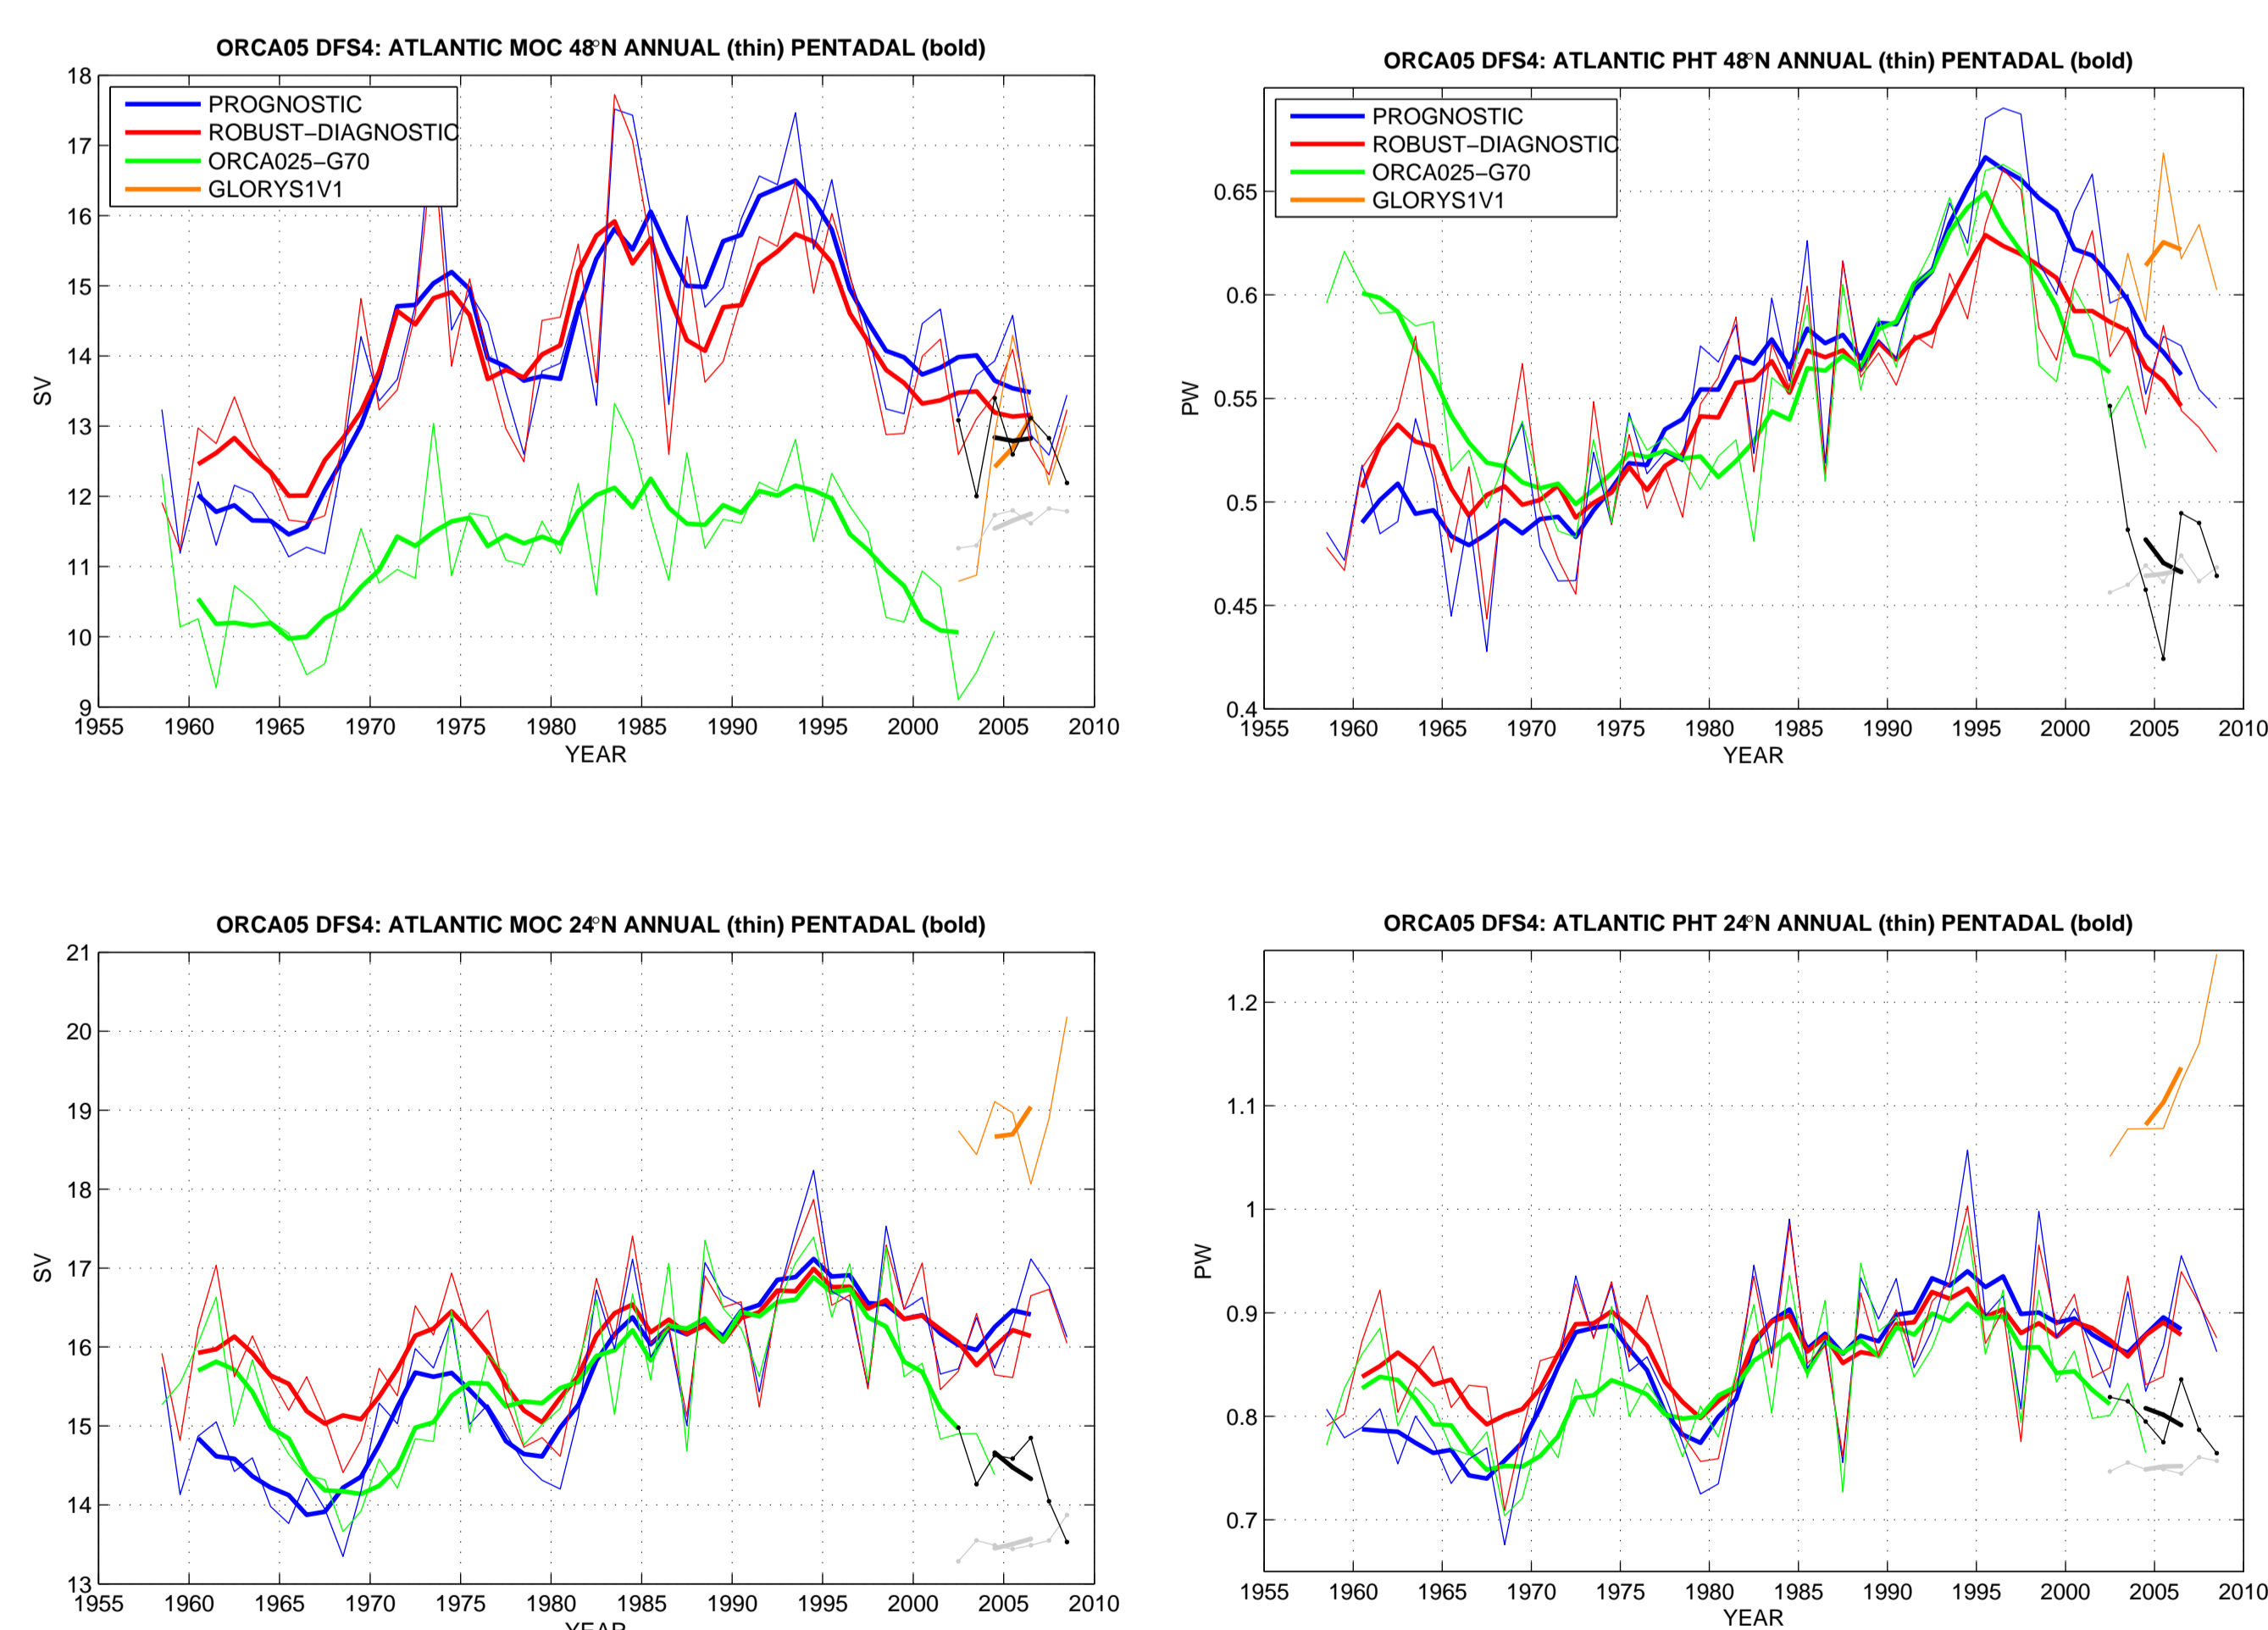 ORCA05 DFS4: ATLANTIC MOC 48°N ANNUAL (thin) PENTADAL (bold)
18
17
16
15
14
13
12
11
10
9
SV
PROGNOSTIC
ROBUST−DIAGNOSTIC
ORCA025−G70
GLORYS1V1
1955 1960 1965 1970 1975 1980 1985 1990 1995 2000 2005 2010
YEAR
ORCA05 DFS4: ATLANTIC PHT 48°N ANNUAL (thin) PENTADAL (bold)
0.65
0.6
0.55
0.5
0.45
0.4
PW
PROGNOSTIC
ROBUST−DIAGNOSTIC
ORCA025−G70
GLORYS1V1
1955 1960 1965 1970 1975 1980 1985 1990 1995 2000 2005 2010
YEAR
ORCA05 DFS4: ATLANTIC MOC 24°N ANNUAL (thin) PENTADAL (bold)
21
20
19
18
17
16
15
14
13
SV
1955 1960 1965 1970 1975 1980 1985 1990 1995 2000 2005 2010
YEAR
ORCA05 DFS4: ATLANTIC PHT 24°N ANNUAL (thin) PENTADAL (bold)
1.2
1.1
1
0.9
0.8
0.7
PW
1955 1960 1965 1970 1975 1980 1985 1990 1995 2000 2005 2010
YEAR